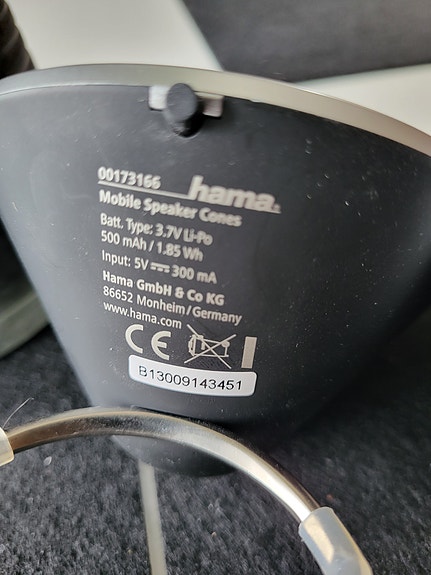 00173166 hama.
Mobile Speaker Cones
Batt. Type: 3.7V Li-Po
500 mAh / 1.85 Wh
Input: 5V ⎓ 300 mA
Hama GmbH & Co KG
86652 Monheim/Germany
www.hama.com
CE
B13009143451